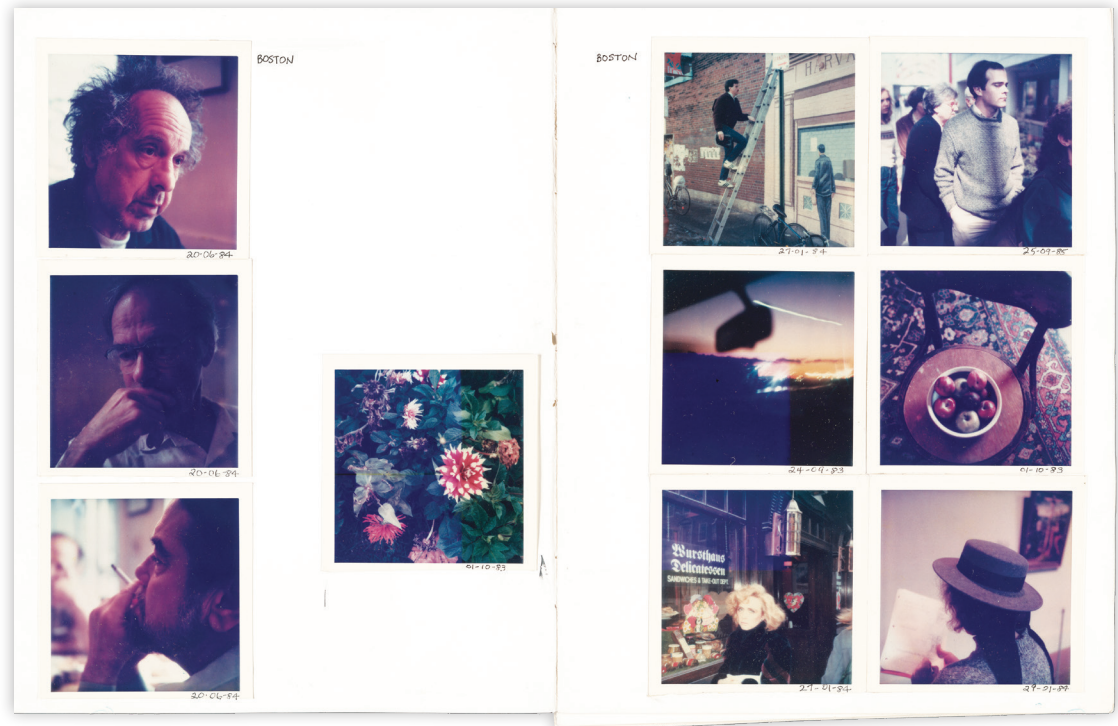 BOSTON
20-06-84
20-06-84
20-06-84
01-10-83
BOSTON
HARVA
27-01-84
25-09-85
24-09-83
01-10-83
Wursthaus
Delicatessen
SANDWICHES & TAKE-OUT DEPT
27-01-84
29-01-84